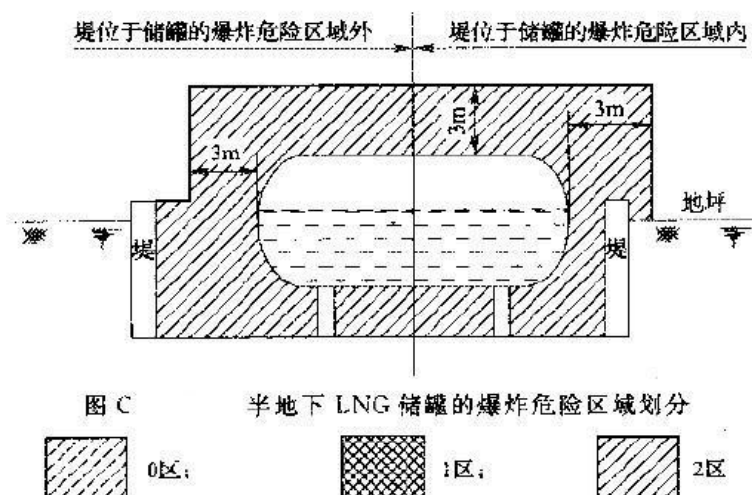 堤位于储罐的爆炸危险区域外
堤位于储罐的爆炸危险区域内
3m
3m
3m
地坪
堤
堤
图 C 半地下 LNG 储罐的爆炸危险区域划分
0区；
1区；
2区